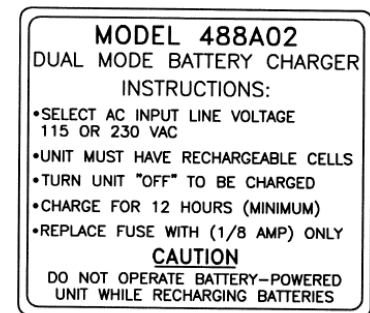 MODEL 488A02
DUAL MODE BATTERY CHARGER
INSTRUCTIONS:
•SELECT AC INPUT LINE VOLTAGE
115 OR 230 VAC
•UNIT MUST HAVE RECHARGEABLE CELLS
•TURN UNIT "OFF" TO BE CHARGED
•CHARGE FOR 12 HOURS (MINIMUM)
•REPLACE FUSE WITH (1/8 AMP) ONLY
CAUTION
DO NOT OPERATE BATTERY-POWERED
UNIT WHILE RECHARGING BATTERIES